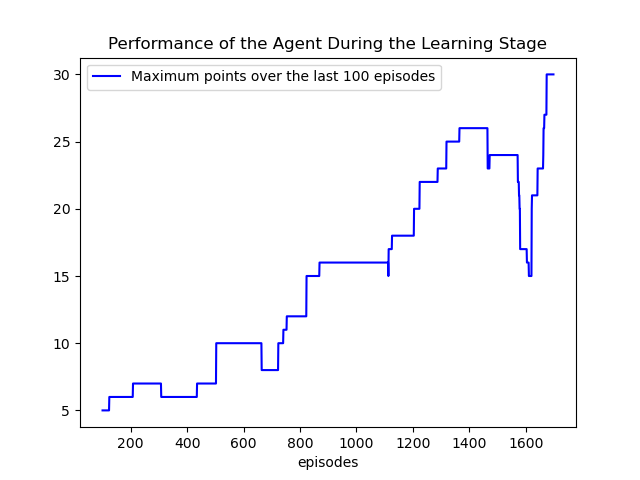 Performance of the Agent During the Learning Stage
Maximum points over the last 100 episodes
30
25
20
15
10
5
200 400 600 800 1000 1200 1400 1600
episodes